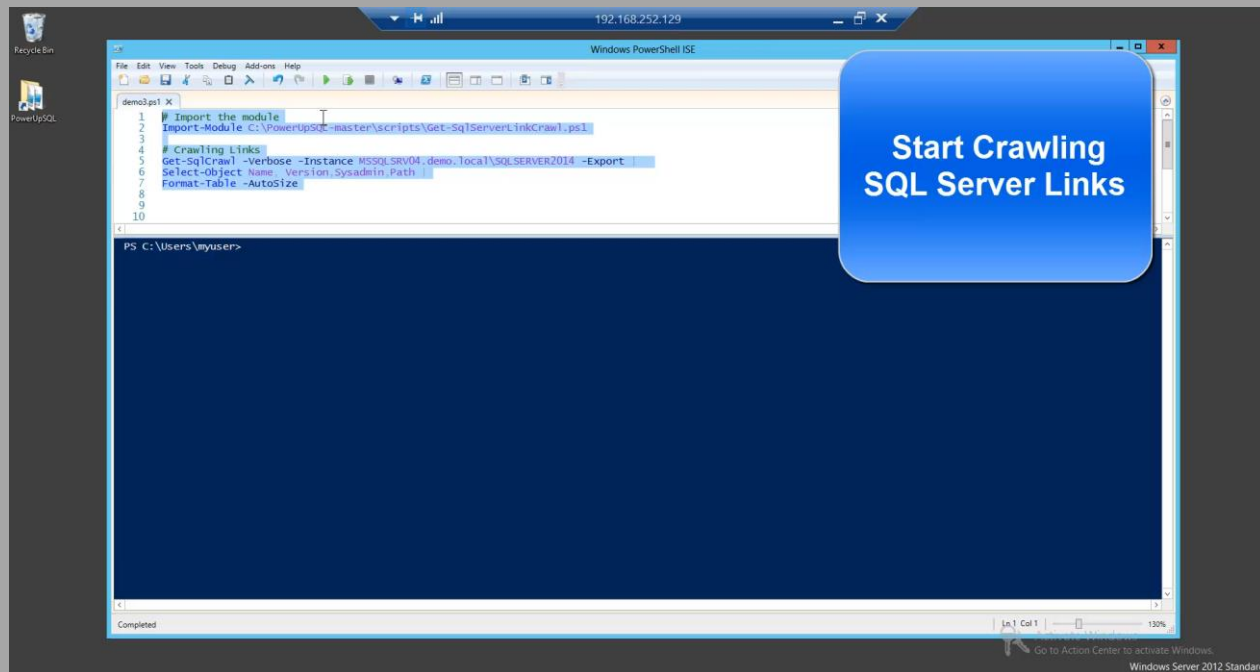 192.168.252.129
Recycle Bin
PowerUpSQL
Windows PowerShell ISE
File Edit View Tools Debug Add-ons Help
demo3.ps1 X
1 # Import the module
2 Import-Module C:\PowerUpSQL-master\scripts\Get-SqlServerLinkCrawl.ps1
3
4 # Crawling Links
5 Get-SqlCrawl -Verbose -Instance MSSQLSRV04.demo.local\SQLSERVER2014 -Export |
6 Select-Object Name, Version,Sysadmin,Path |
7 Format-Table -AutoSize
8
9
10
Start Crawling
SQL Server Links
PS C:\Users\myuser>
Completed
Ln 1 Col 1
130%
Activate Windows
Go to Action Center to activate Windows.
Windows Server 2012 Standar